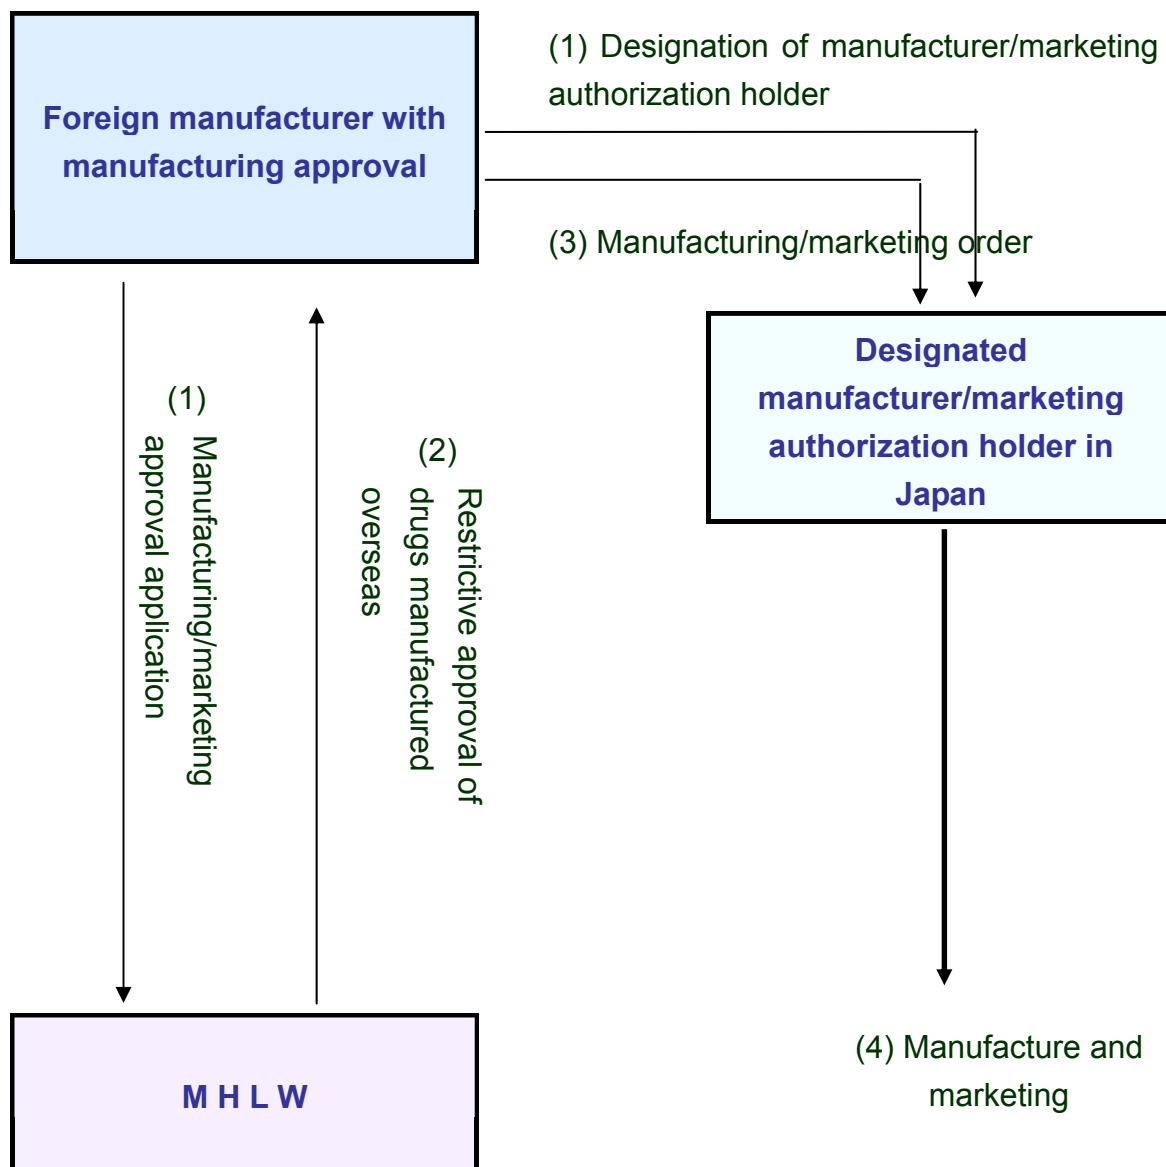 (1) Designation of manufacturer/marketing
authorization holder
Foreign manufacturer with
manufacturing approval
(3) Manufacturing/marketing order
Designated
manufacturer/marketing
authorization holder in
Japan
(1)
Manufacturing/marketing
approval application
(2)
Restrictive approval of
drugs manufactured
overseas
M H L W
(4) Manufacture and
marketing